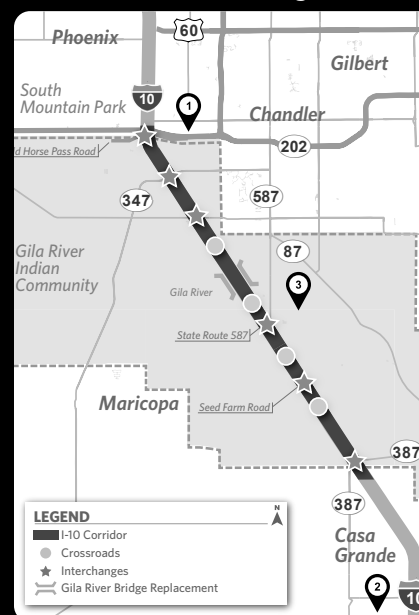 Phoenix
60
Gilbert
South
Mountain Park
10
1
Chandler
202
ld Horse Pass Road
347
587
Gila River
Indian
Community
87
Gila River
3
State Route 587
Maricopa
Seed Farm Road
387
387
LEGEND
N
I-10 Corridor
Crossroads
Interchanges
Gila River Bridge Replacement
Casa
Grande
2
10